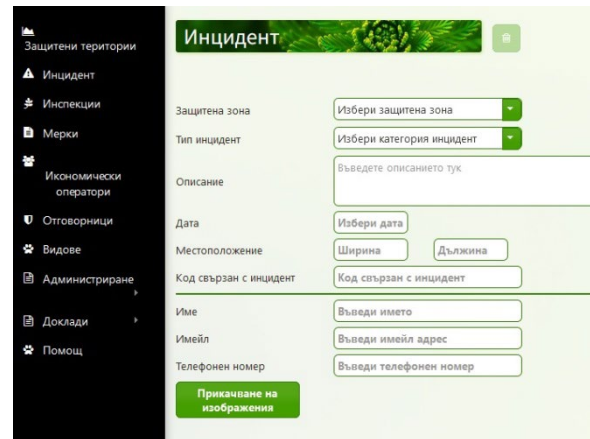 Защитени територии
Инцидент
Инспекции
Мерки
Икономически
оператори
Отговорници
Видове
Администриране
Доклади
Помощ
Инцидент
Защитена зона
Избери защитена зона
Тип инцидент
Избери категория инцидент
Описание
Въведете описанието тук
Дата
Избери дата
Местоположение
Ширина
Дължина
Код свързан с инцидент
Код свързан с инцидент
Име
Въведи името
Имейл
Въведи имейл адрес
Телефонен номер
Въведи телефонен номер
Прикачване на
изображения